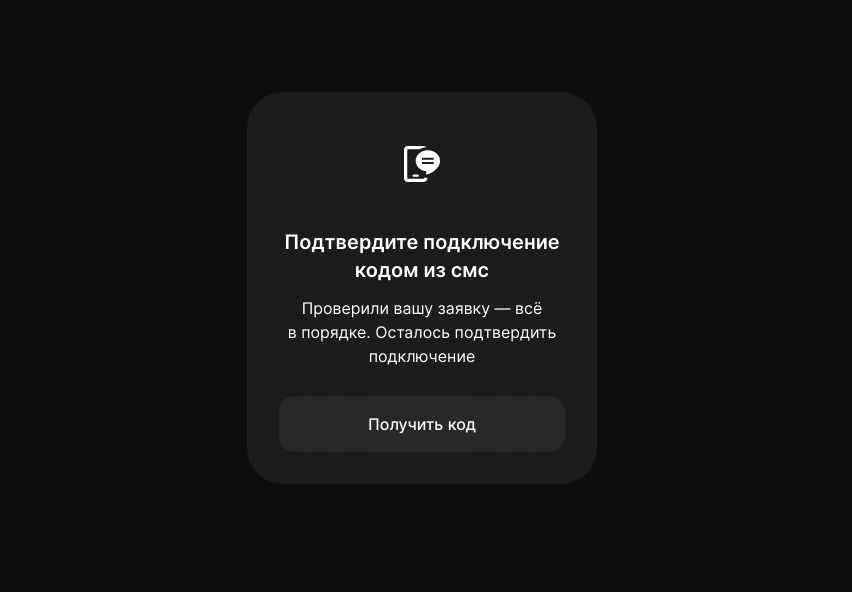 Подтвердите подключение
кодом из смс
Проверили вашу заявку — всё
в порядке. Осталось подтвердить
подключение
Получить код